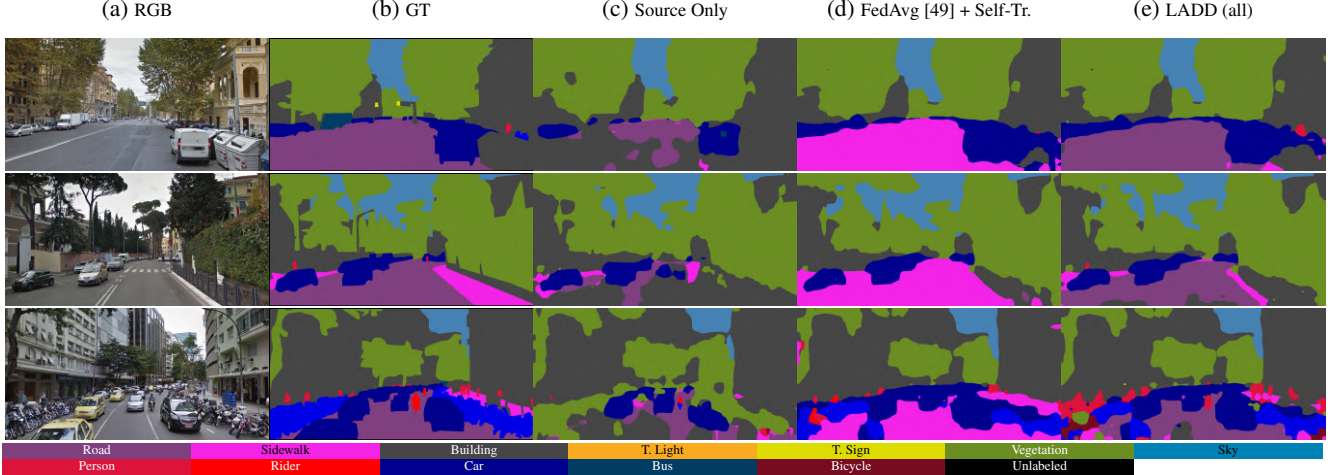 (a) RGB (b) GT (c) Source Only (d) FedAvg [49] + Self-Tr. (e) LADD (all)
Road Sidewalk Building T. Light T. Sign Vegetation Sky
Person Rider Car Bus Bicycle Unlabeled